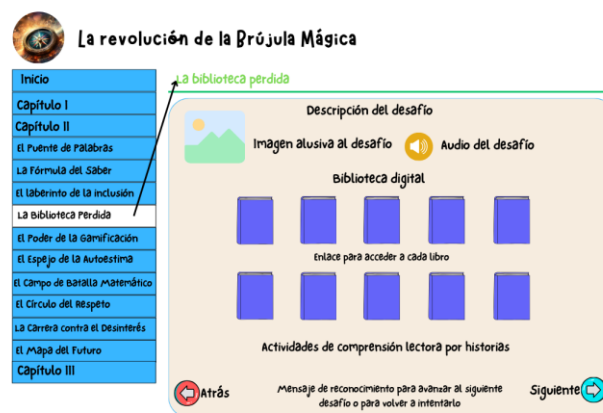 La revolución de la Brújula Mágica
Inicio
Capítulo I
Capítulo II
El Puente de Palabras
La Fórmula del Saber
El laberinto de la inclusión
La Biblioteca Perdida
El Poder de la Gamificación
El Espejo de la Autoestima
El Campo de Batalla Matemático
El Círculo del Respeto
La Carrera contra el Desinterés
El Mapa del Futuro
Capítulo III
La biblioteca perdida
Descripción del desafío
Imagen alusiva al desafío
Audio del desafío
Biblioteca digital
Enlace para acceder a cada libro
Actividades de comprensión lectora por historias
Atrás
Mensaje de reconocimiento para avanzar al siguiente
desafío o para volver a intentarlo
Siguiente